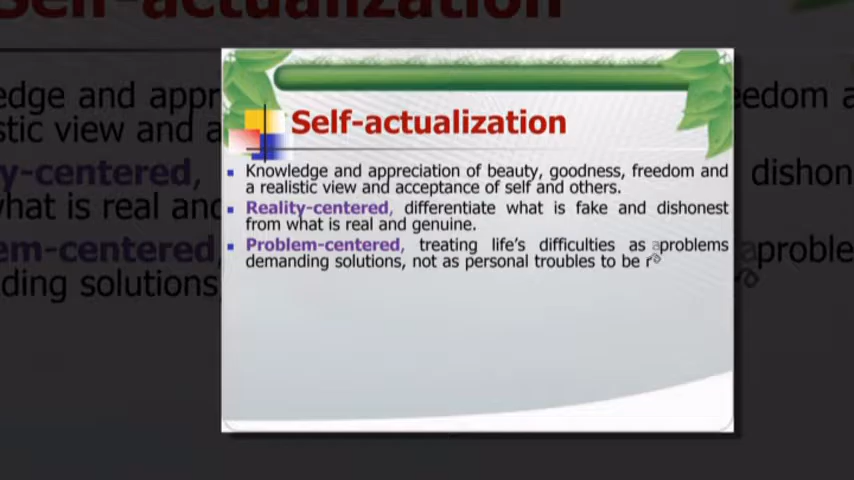 Self-actualization
Knowledge and appreciation of beauty, goodness, freedom and
a realistic view and acceptance of self and others.
Reality-centered, differentiate what is fake and dishonest
from what is real and genuine.
Problem-centered, treating life's difficulties as problems
demanding solutions, not as personal troubles to be